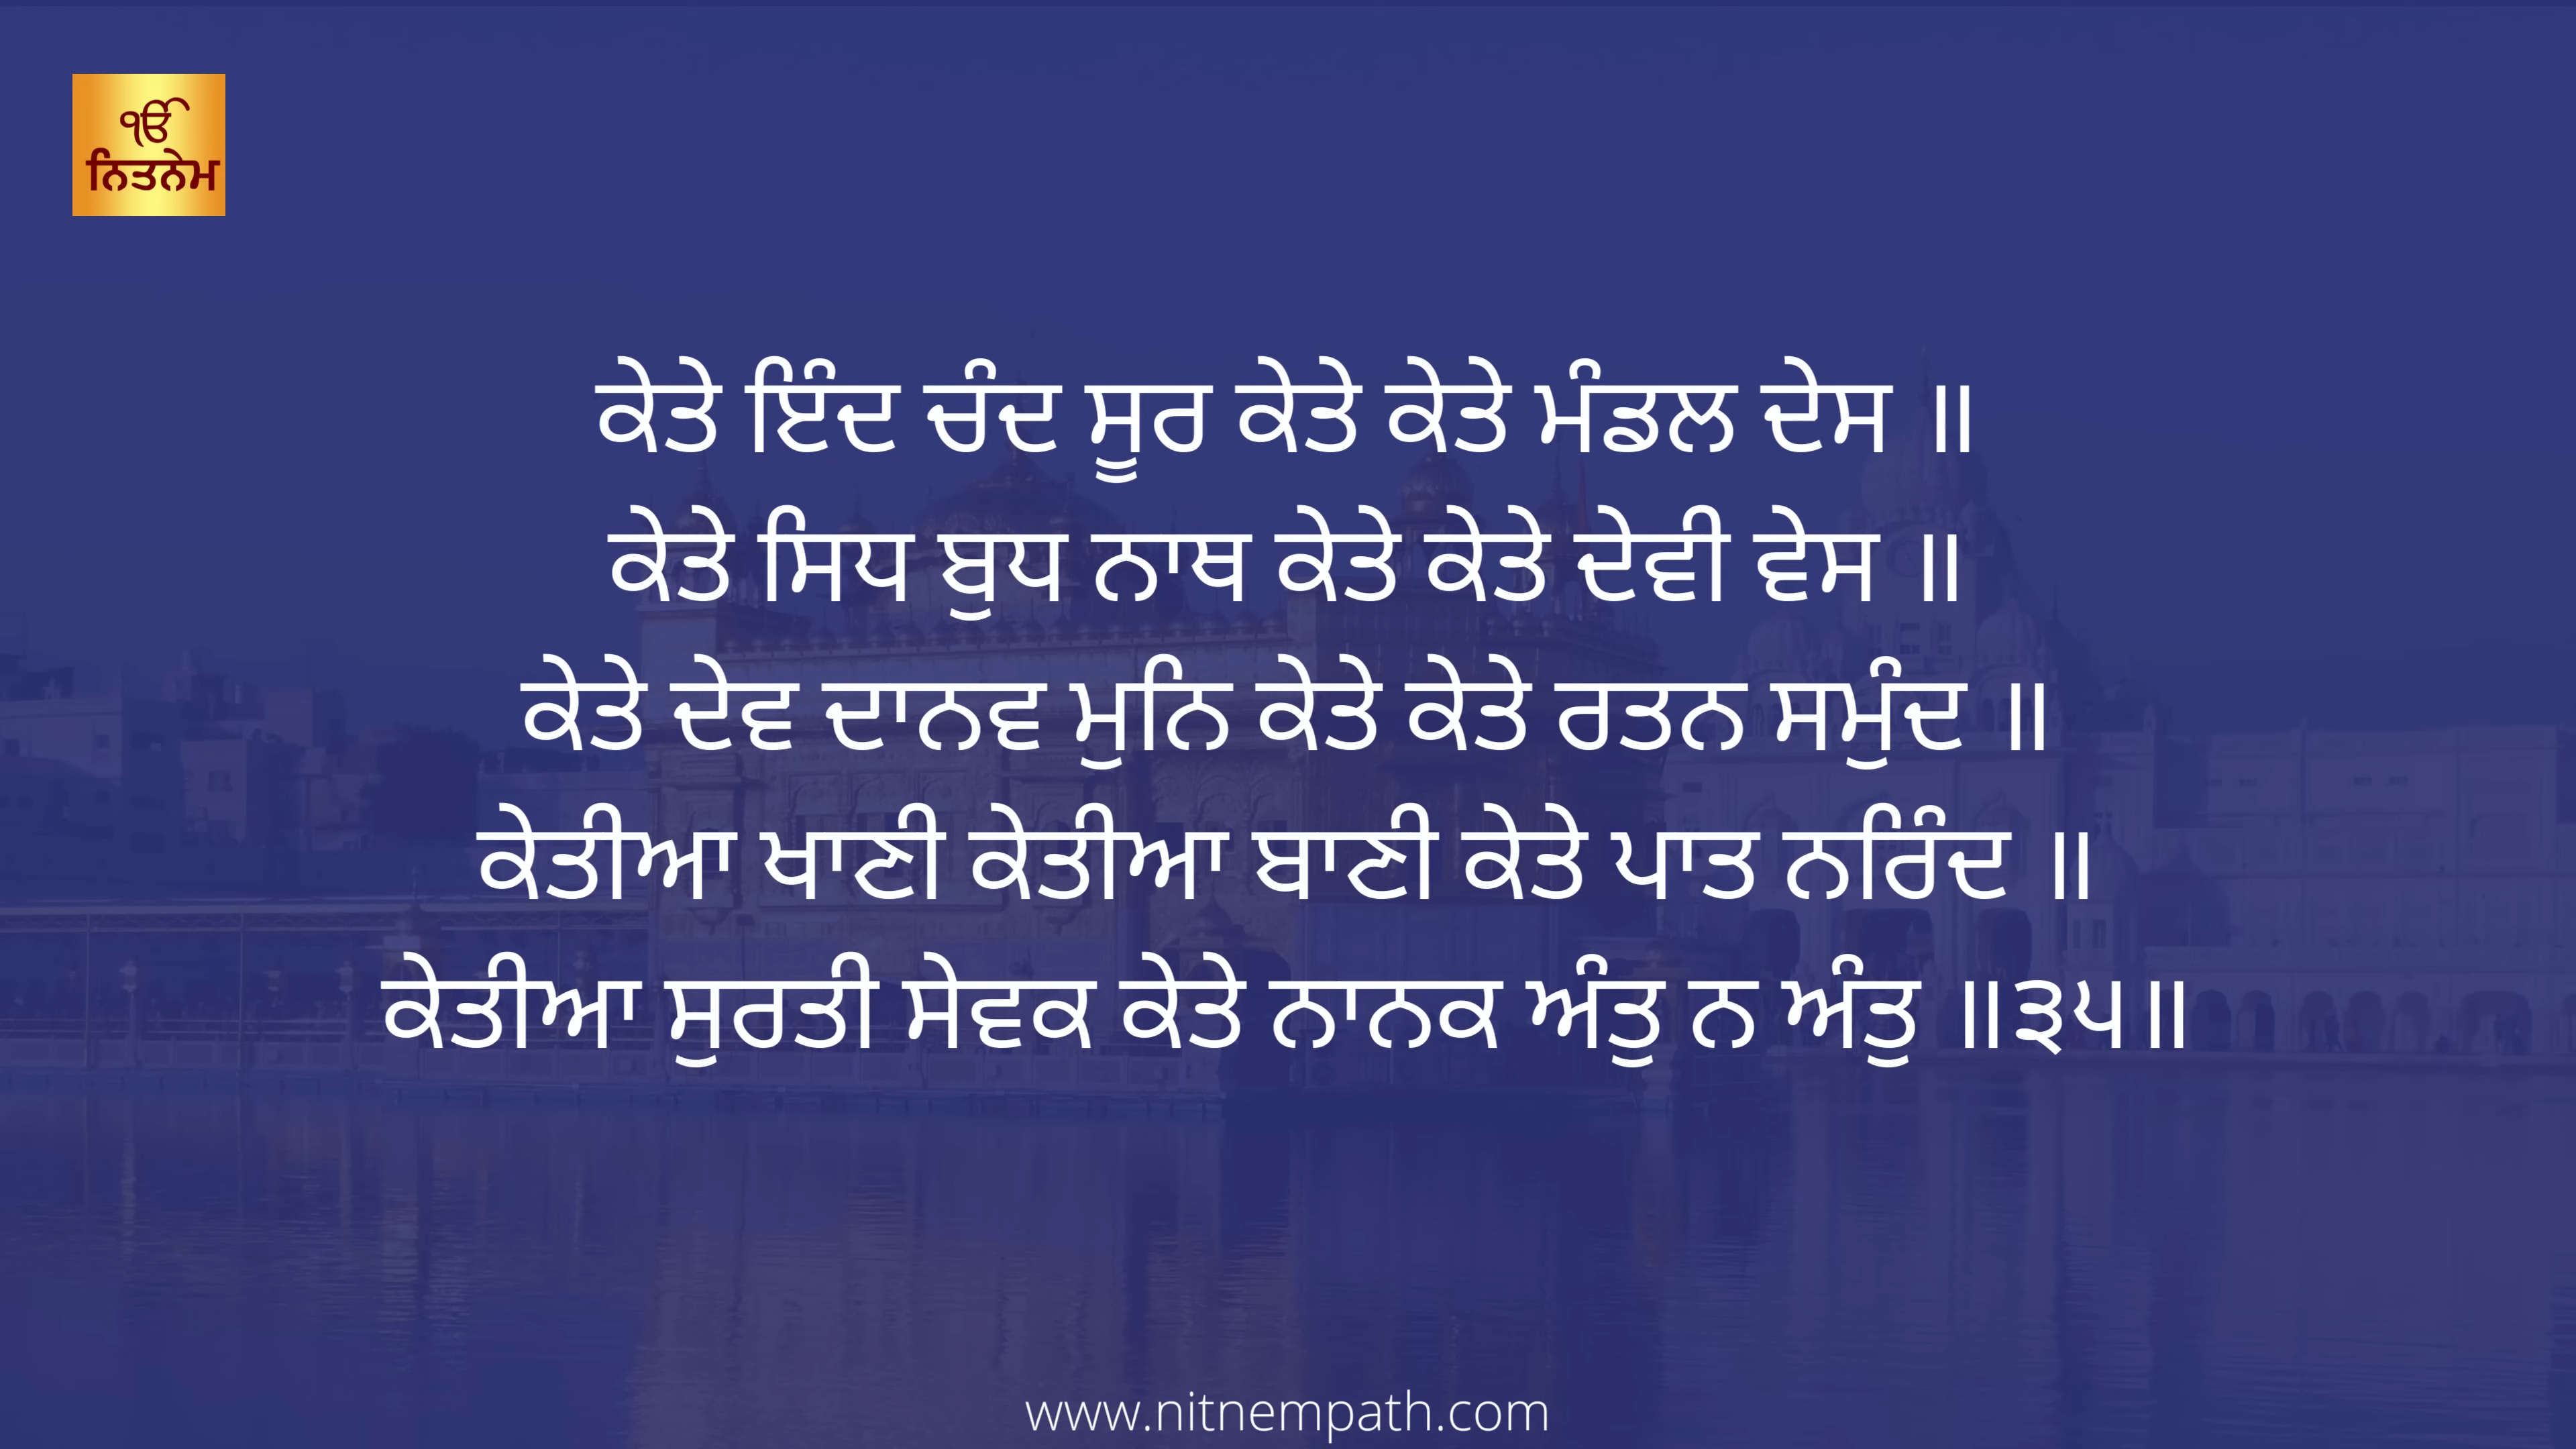 ੴ
ਨਿਤਨੇਮ
ਕੇਤੇ ਇੰਦ ਚੰਦ ਸੂਰ ਕੇਤੇ ਕੇਤੇ ਮੰਡਲ ਦੇਸ ॥
ਕੇਤੇ ਸਿਧ ਬੁਧ ਨਾਥ ਕੇਤੇ ਕੇਤੇ ਦੇਵੀ ਵੇਸ ॥
ਕੇਤੇ ਦੇਵ ਦਾਨਵ ਮੁਨਿ ਕੇਤੇ ਕੇਤੇ ਰਤਨ ਸਮੁੰਦ ॥
ਕੇਤੀਆ ਖਾਣੀ ਕੇਤੀਆ ਬਾਣੀ ਕੇਤੇ ਪਾਤ ਨਰਿੰਦ ॥
ਕੇਤੀਆ ਸੁਰਤੀ ਸੇਵਕ ਕੇਤੇ ਨਾਨਕ ਅੰਤੁ ਨ ਅੰਤੁ ॥੩੫॥
www.nitnempath.com